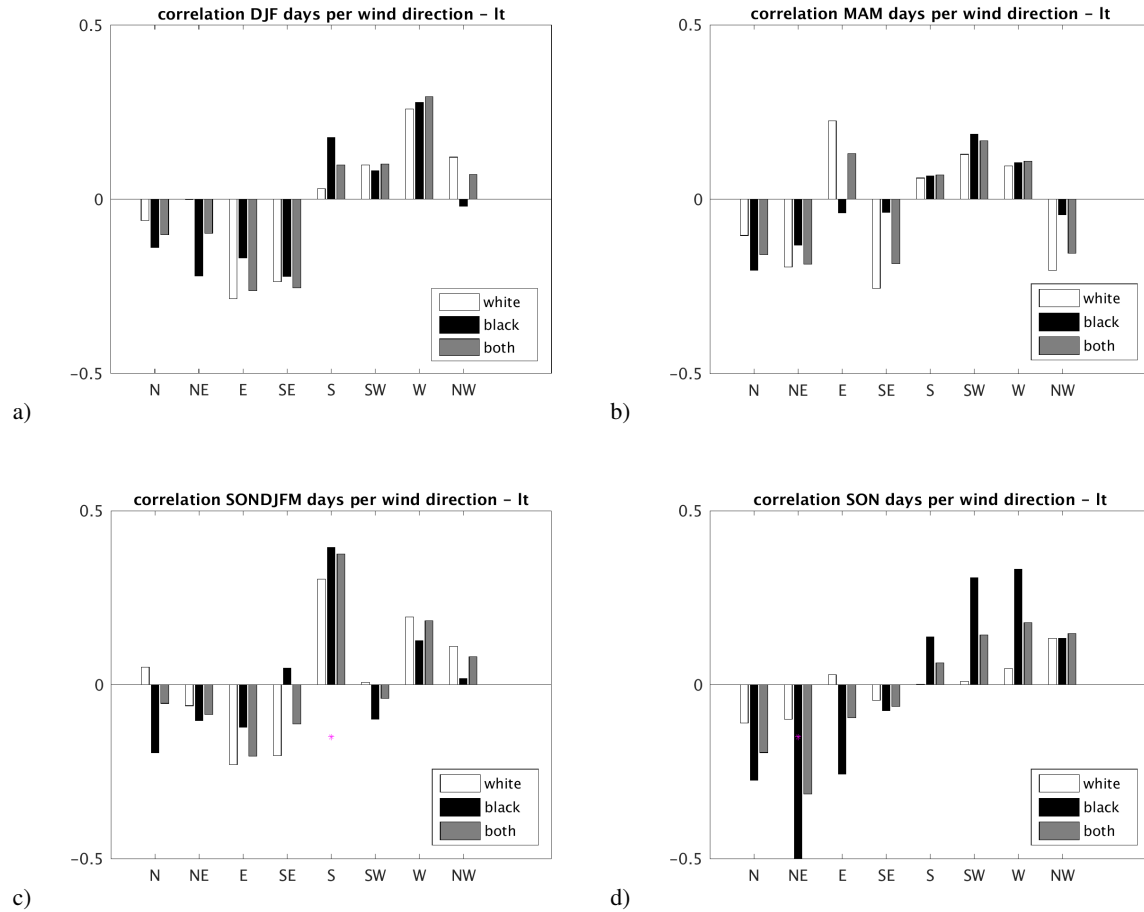 correlation DJF days per wind direction – lt
0.5
0
−0.5
N NE E SE S SW W NW
white
black
both
a)
correlation MAM days per wind direction – lt
0.5
0
−0.5
N NE E SE S SW W NW
white
black
both
b)
correlation SONDJFM days per wind direction – lt
0.5
0
−0.5
N NE E SE S SW W NW
white
black
both
c)
correlation SON days per wind direction – lt
0.5
0
−0.5
N NE E SE S SW W NW
white
black
both
d)